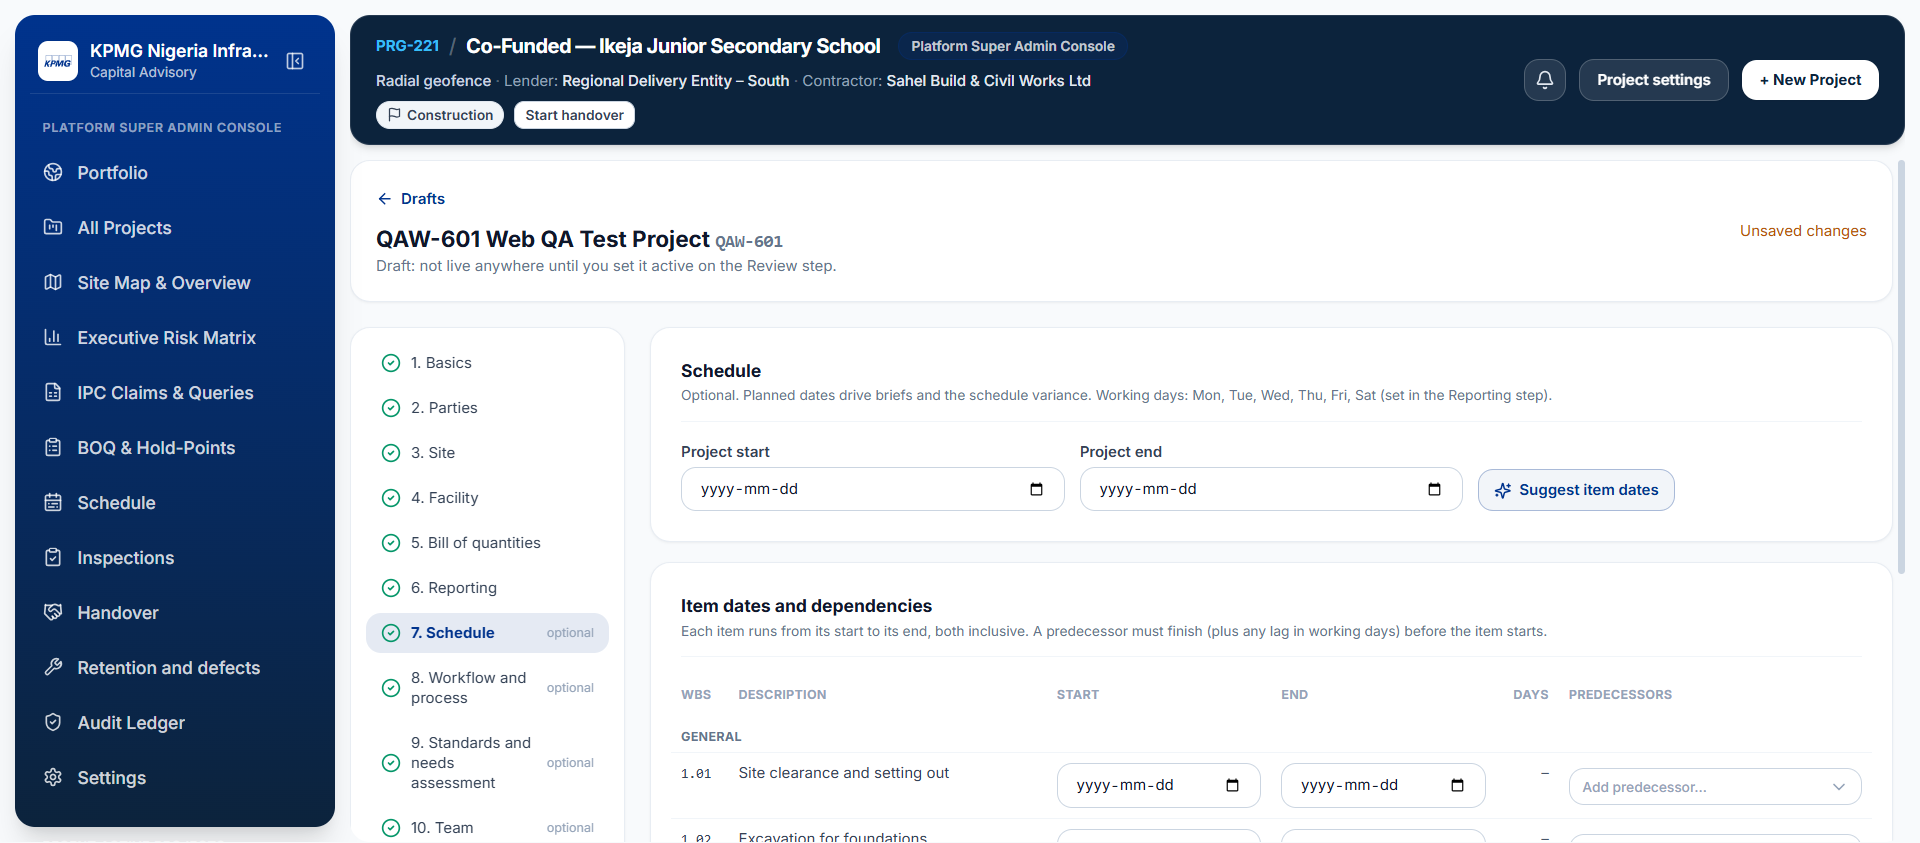 KPMG
KPMG Nigeria Infra...
Capital Advisory
PLATFORM SUPER ADMIN CONSOLE
Portfolio
All Projects
Site Map & Overview
Executive Risk Matrix
IPC Claims & Queries
BOQ & Hold-Points
Schedule
Inspections
Handover
Retention and defects
Audit Ledger
Settings
PRG-221 / Co-Funded — Ikeja Junior Secondary School Platform Super Admin Console
Radial geofence · Lender: Regional Delivery Entity – South · Contractor: Sahel Build & Civil Works Ltd
Construction Start handover
Project settings
+ New Project
Drafts
QAW-601 Web QA Test Project QAW-601
Draft: not live anywhere until you set it active on the Review step.
Unsaved changes
1. Basics
2. Parties
3. Site
4. Facility
5. Bill of quantities
6. Reporting
7. Schedule optional
8. Workflow and
process
optional
9. Standards and
needs
assessment
optional
10. Team optional
Schedule
Optional. Planned dates drive briefs and the schedule variance. Working days: Mon, Tue, Wed, Thu, Fri, Sat (set in the Reporting step).
Project start Project end
yyyy-mm-dd yyyy-mm-dd Suggest item dates
Item dates and dependencies
Each item runs from its start to its end, both inclusive. A predecessor must finish (plus any lag in working days) before the item starts.
WBS DESCRIPTION START END DAYS PREDECESSORS
GENERAL
1.01 Site clearance and setting out yyyy-mm-dd yyyy-mm-dd – Add predecessor...
1.02 Excavation for foundations –